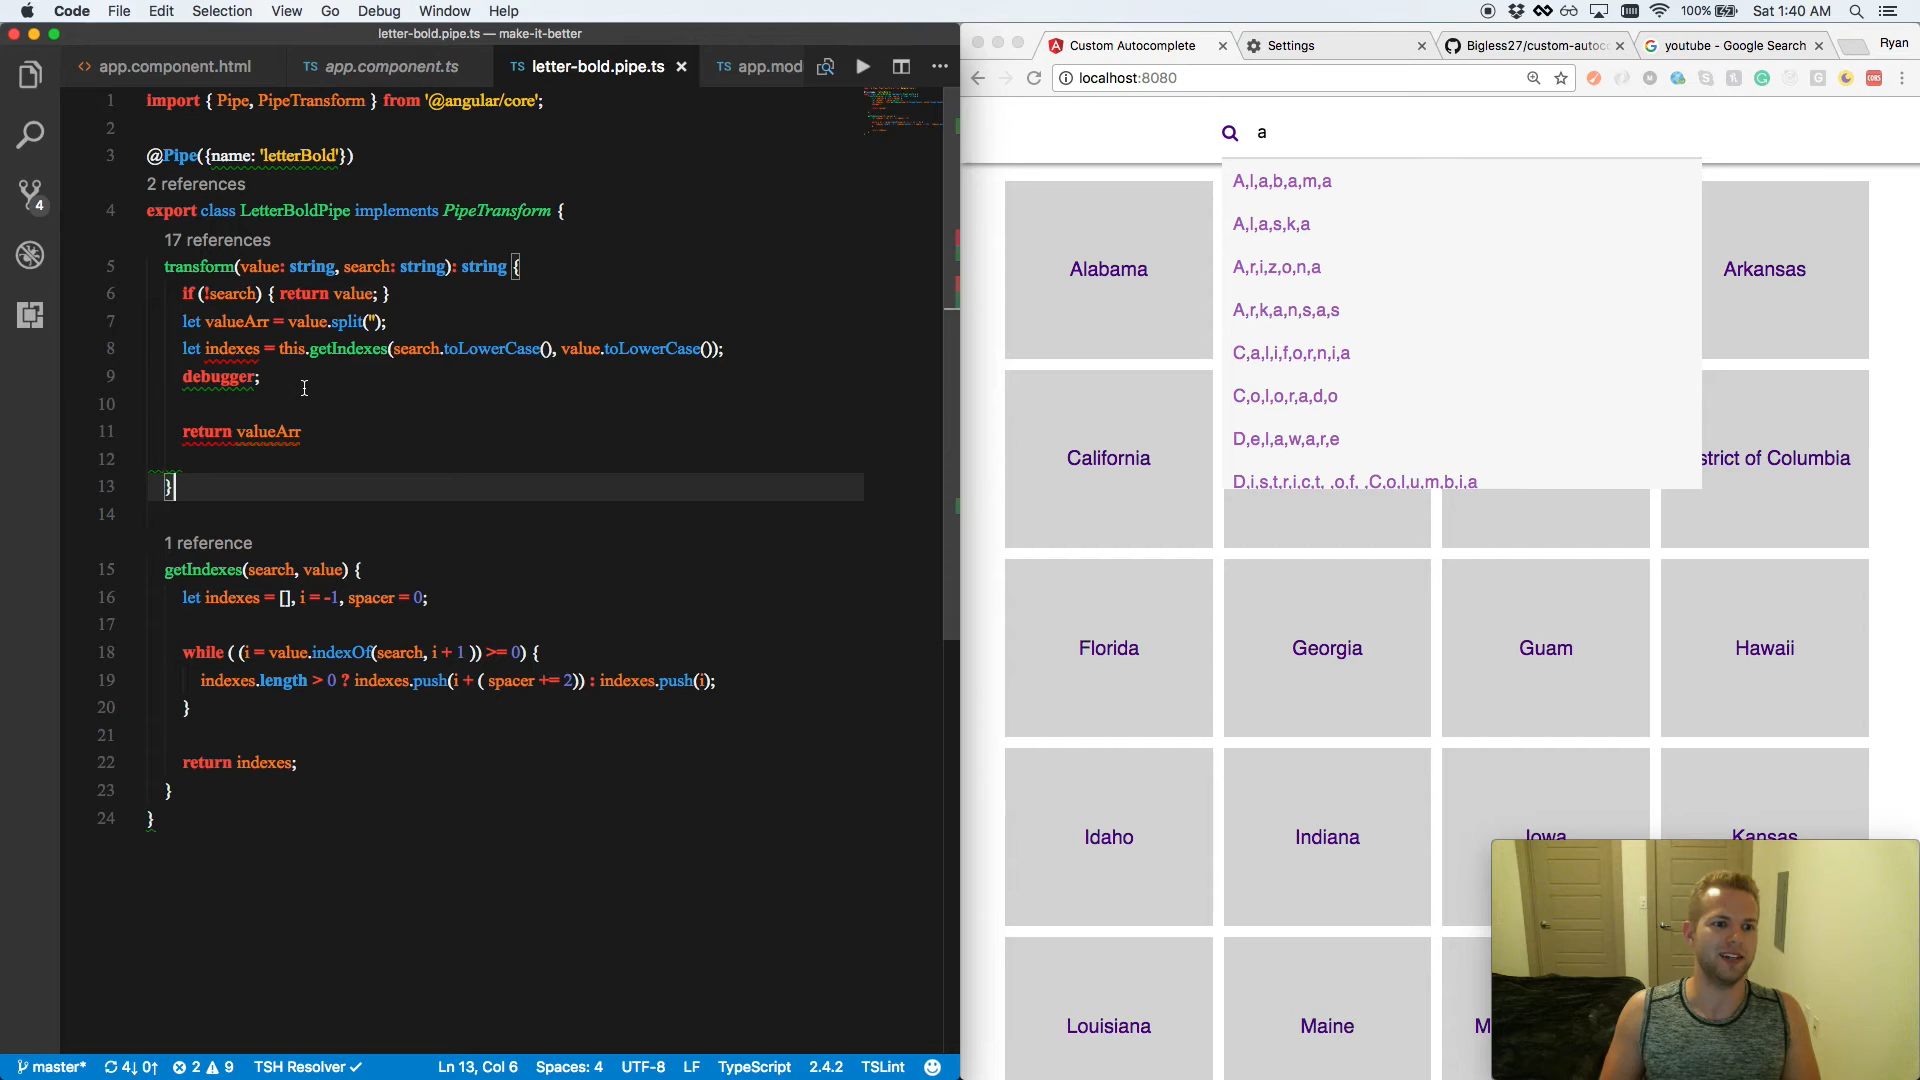 Code File Edit Selection View Go Debug Window Help 100% Sat 1:40 AM
letter-bold.pipe.ts — make-it-better
<> app.component.html TS app.component.ts TS letter-bold.pipe.ts × TS app.mod
1 import { Pipe, PipeTransform } from '@angular/core';
2
3 @Pipe({name: 'letterBold'})
2 references
4 export class LetterBoldPipe implements PipeTransform {
17 references
5 transform(value: string, search: string): string {
6 if (!search) { return value; }
7 let valueArr = value.split('');
8 let indexes = this.getIndexes(search.toLowerCase(), value.toLowerCase());
9 debugger;
10
11 return valueArr
12
13 }
14
1 reference
15 getIndexes(search, value) {
16 let indexes = [], i = -1, spacer = 0;
17
18 while ( (i = value.indexOf(search, i + 1 )) >= 0) {
19 indexes.length > 0 ? indexes.push(i + ( spacer += 2)) : indexes.push(i);
20 }
21
22 return indexes;
23 }
24 }
4
master* 4↓ 0↑ 2 9 TSH Resolver ✓ Ln 13, Col 6 Spaces: 4 UTF-8 LF TypeScript 2.4.2 TSLint
Custom Autocomplete × Settings × Bigless27/custom-autoc × youtube - Google Search × Ryan
localhost:8080
a
A,l,a,b,a,m,a
A,l,a,s,k,a
A,r,i,z,o,n,a
A,r,k,a,n,s,a,s
C,a,l,i,f,o,r,n,i,a
C,o,l,o,r,a,d,o
D,e,l,a,w,a,r,e
D,i,s,t,r,i,c,t, ,o,f, ,C,o,l,u,m,b,i,a
Alabama Arkansas
California strict of Columbia
Florida Georgia Guam Hawaii
Idaho Indiana Iowa Kansas
Louisiana Maine M